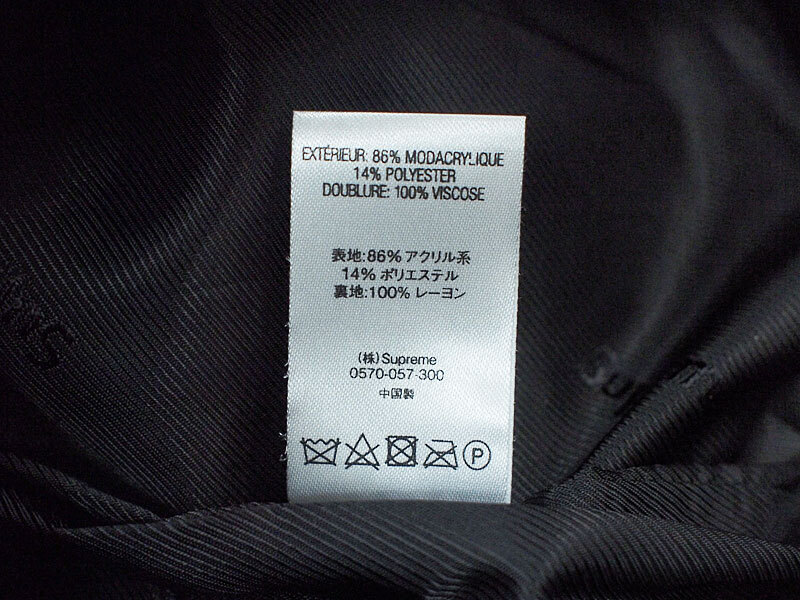 EXTÉRIEUR: 86% MODACRYLIQUE
14% POLYESTER
DOUBLURE: 100% VISCOSE
表地:86% アクリル系
14% ポリエステル
裏地:100% レーヨン
(株)Supreme
0570-057-300
中国製
P